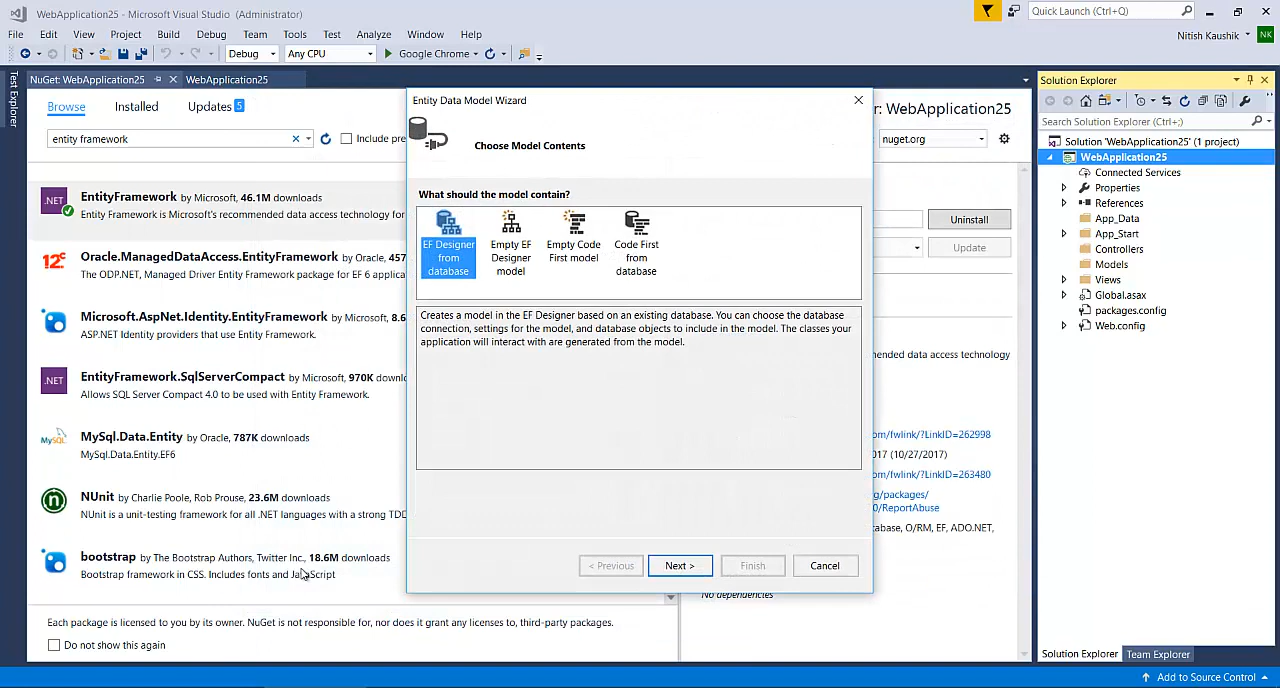 WebApplication25 - Microsoft Visual Studio (Administrator)
Quick Launch (Ctrl+Q)
File Edit View Project Build Debug Team Tools Test Analyze Window Help
Nitish Kaushik NK
Debug Any CPU Google Chrome
Test Explorer
NuGet: WebApplication25 WebApplication25
Browse Installed Updates 5
: WebApplication25
entity framework
Include pre
nuget.org
.NET
EntityFramework by Microsoft, 46.1M downloads
Entity Framework is Microsoft's recommended data access technology for
Oracle.ManagedDataAccess.EntityFramework by Oracle, 457
The ODP.NET, Managed Driver Entity Framework package for EF 6 applicat
12c
Microsoft.AspNet.Identity.EntityFramework by Microsoft, 8.6
ASP.NET Identity providers that use Entity Framework.
.NET
EntityFramework.SqlServerCompact by Microsoft, 970K downlo
Allows SQL Server Compact 4.0 to be used with Entity Framework.
MySQL
MySql.Data.Entity by Oracle, 787K downloads
MySql.Data.Entity.EF6
n
NUnit by Charlie Poole, Rob Prouse, 23.6M downloads
NUnit is a unit-testing framework for all .NET languages with a strong TDD
bootstrap by The Bootstrap Authors, Twitter Inc., 18.6M downloads
Bootstrap framework in CSS. Includes fonts and JavaScript
Each package is licensed to you by its owner. NuGet is not responsible for, nor does it grant any licenses to, third-party packages.
Do not show this again
Entity Data Model Wizard
Choose Model Contents
What should the model contain?
EF Designer from database
Empty EF Designer model
Empty Code First model
Code First from database
Creates a model in the EF Designer based on an existing database. You can choose the database
connection, settings for the model, and database objects to include in the model. The classes your
application will interact with are generated from the model.
< Previous Next > Finish Cancel
Uninstall
Update
ended data access technology
om/fwlink/?LinkID=262998
017 (10/27/2017)
om/fwlink/?LinkID=263480
rg/packages/
0/ReportAbuse
tabase, O/RM, EF, ADO.NET,
No dependencies
Solution Explorer
Search Solution Explorer (Ctrl+;)
Solution 'WebApplication25' (1 project)
WebApplication25
Connected Services
Properties
References
App_Data
App_Start
Controllers
Models
Views
Global.asax
packages.config
Web.config
Solution Explorer Team Explorer
Add to Source Control